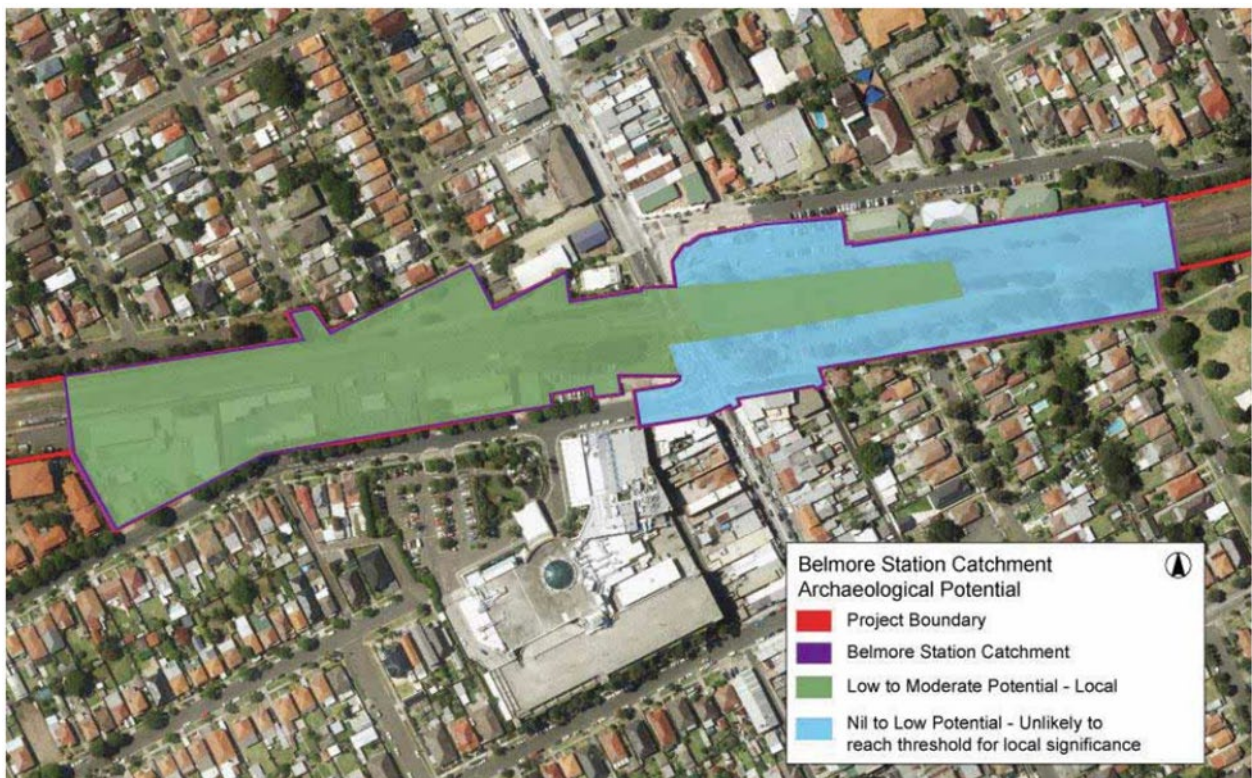 Belmore Station Catchment
Archaeological Potential
Project Boundary
Belmore Station Catchment
Low to Moderate Potential - Local
Nil to Low Potential - Unlikely to
reach threshold for local significance